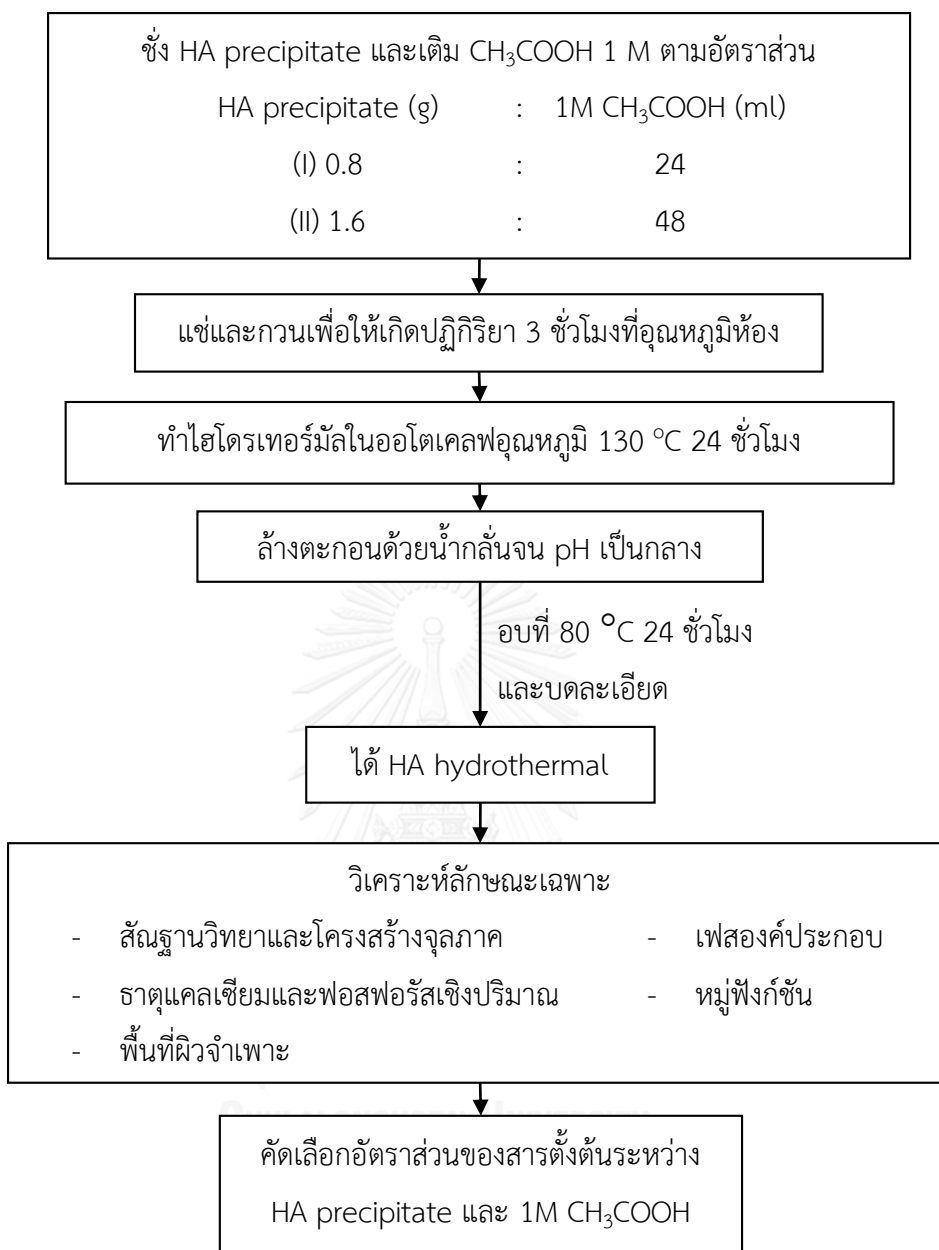 ชั่ง HA precipitate และเติม CH₃COOH 1 M ตามอัตราส่วน
HA precipitate (g) : 1M CH₃COOH (ml)
(I) 0.8 : 24
(II) 1.6 : 48
แช่และกวนเพื่อให้เกิดปฏิกิริยา 3 ชั่วโมงที่อุณหภูมิห้อง
ทำไฮโดรเทอร์มัลในออโตเคลฟอุณหภูมิ 130 °C 24 ชั่วโมง
ล้างตะกอนด้วยน้ำกลั่นจน pH เป็นกลาง
อบที่ 80 °C 24 ชั่วโมง
และบดละเอียด
ได้ HA hydrothermal
วิเคราะห์ลักษณะเฉพาะ
- สัณฐานวิทยาและโครงสร้างจุลภาค - เฟสองค์ประกอบ
- ธาตุแคลเซียมและฟอสฟอรัสเชิงปริมาณ - หมู่ฟังก์ชัน
- พื้นที่ผิวจำเพาะ
คัดเลือกอัตราส่วนของสารตั้งต้นระหว่าง
HA precipitate และ 1M CH₃COOH